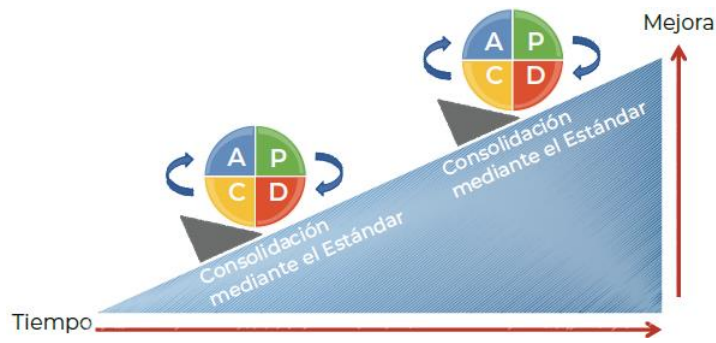 Mejora
A P
C D
Consolidación
mediante el Estándar
A P
C D
Consolidación
mediante el Estándar
Tiempo